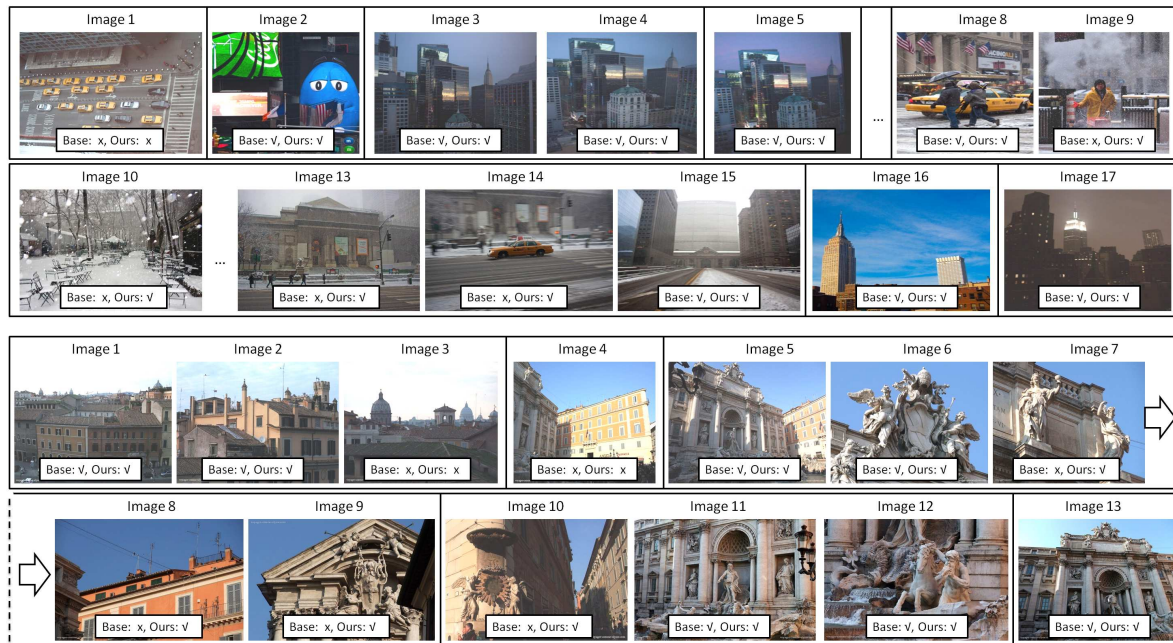 Image 1 Image 2 Image 3 Image 4 Image 5 Image 8 Image 9
Base: x, Ours: x Base: √, Ours: √ Base: √, Ours: √ Base: √, Ours: √ Base: √, Ours: √ ... Base: √, Ours: √ Base: x, Ours: √
Image 10 Image 13 Image 14 Image 15 Image 16 Image 17
Base: x, Ours: √ ... Base: x, Ours: √ Base: x, Ours: √ Base: √, Ours: √ Base: √, Ours: √ Base: √, Ours: √
Image 1 Image 2 Image 3 Image 4 Image 5 Image 6 Image 7
Base: √, Ours: √ Base: √, Ours: √ Base: x, Ours: x Base: x, Ours: x Base: √, Ours: √ Base: √, Ours: √ Base: x, Ours: √
Image 8 Image 9 Image 10 Image 11 Image 12 Image 13
Base: x, Ours: √ Base: x, Ours: √ Base: x, Ours: √ Base: √, Ours: √ Base: √, Ours: √ Base: √, Ours: √